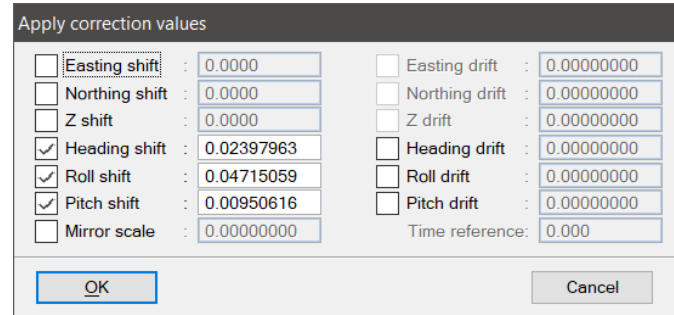 Apply correction values
Easting shift : 0.0000 Easting drift : 0.00000000
Northing shift : 0.0000 Northing drift : 0.00000000
Z shift : 0.0000 Z drift : 0.00000000
Heading shift : 0.02397963 Heading drift : 0.00000000
Roll shift : 0.04715059 Roll drift : 0.00000000
Pitch shift : 0.00950616 Pitch drift : 0.00000000
Mirror scale : 0.00000000 Time reference: 0.000
OK Cancel